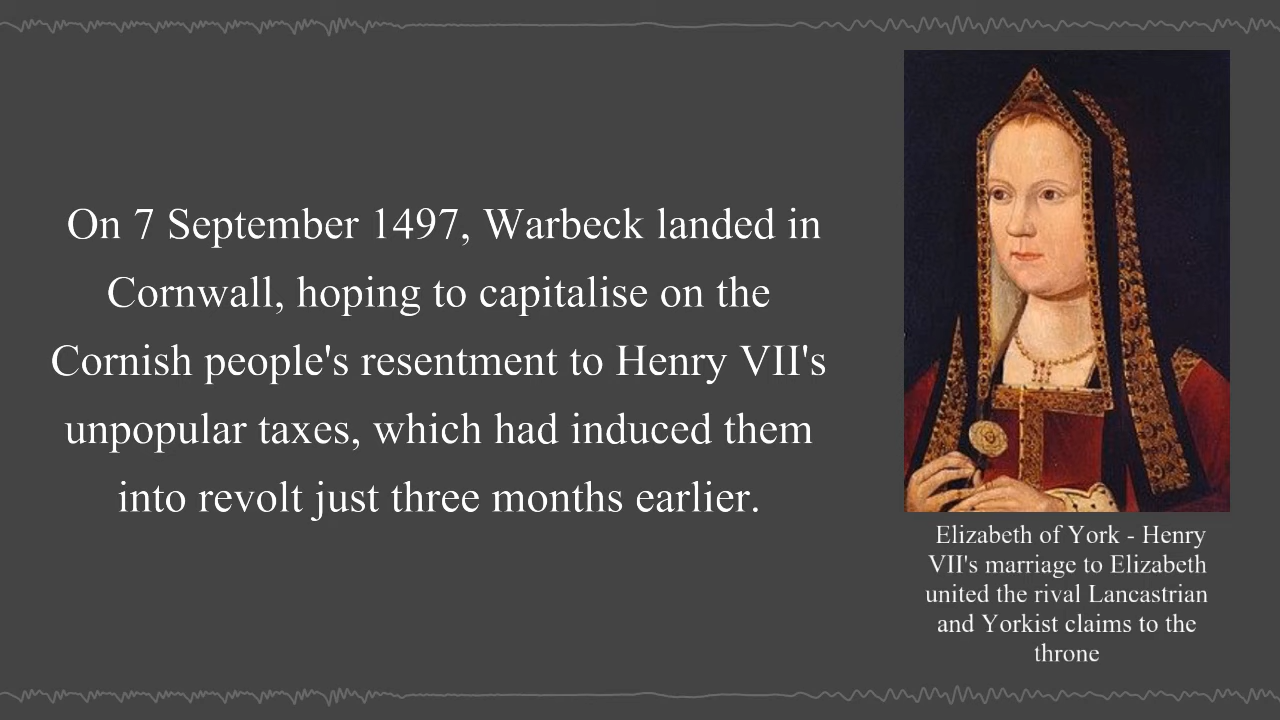 On 7 September 1497, Warbeck landed in
Cornwall, hoping to capitalise on the
Cornish people's resentment to Henry VII's
unpopular taxes, which had induced them
into revolt just three months earlier.
Elizabeth of York - Henry
VII's marriage to Elizabeth
united the rival Lancastrian
and Yorkist claims to the
throne